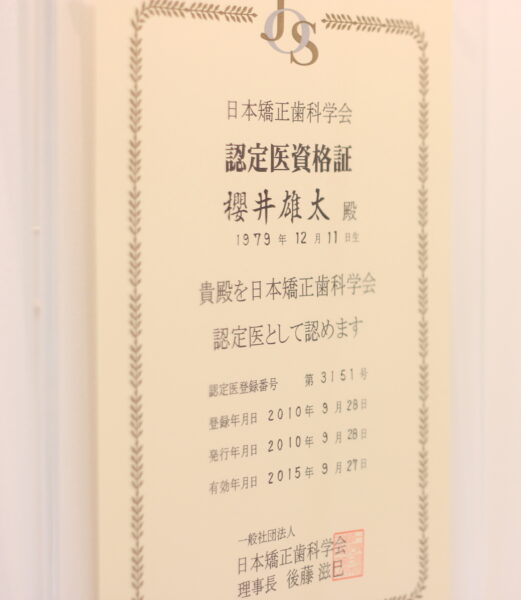 JOS
日本矯正歯科学会
認定医資格証
櫻井雄太 殿
1979 年 12 月 11 日生
貴殿を日本矯正歯科学会
認定医として認めます
認定医登録番号 第 3151 号
登録年月日 2010 年 9 月 28 日
発行年月日 2010 年 9 月 28 日
有効年月日 2015 年 9 月 27 日
一般社団法人
日本矯正歯科学会
理事長 後藤 滋巳